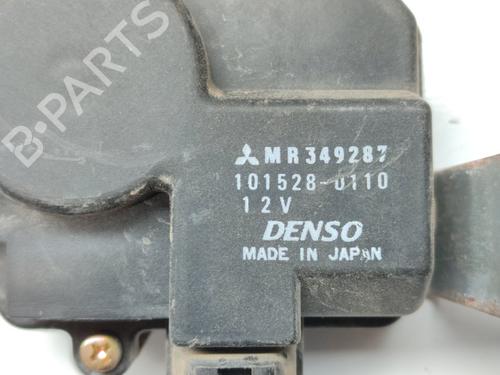 B-PARTS
MR349287
101528-0110
12V
DENSO
MADE IN JAPAN